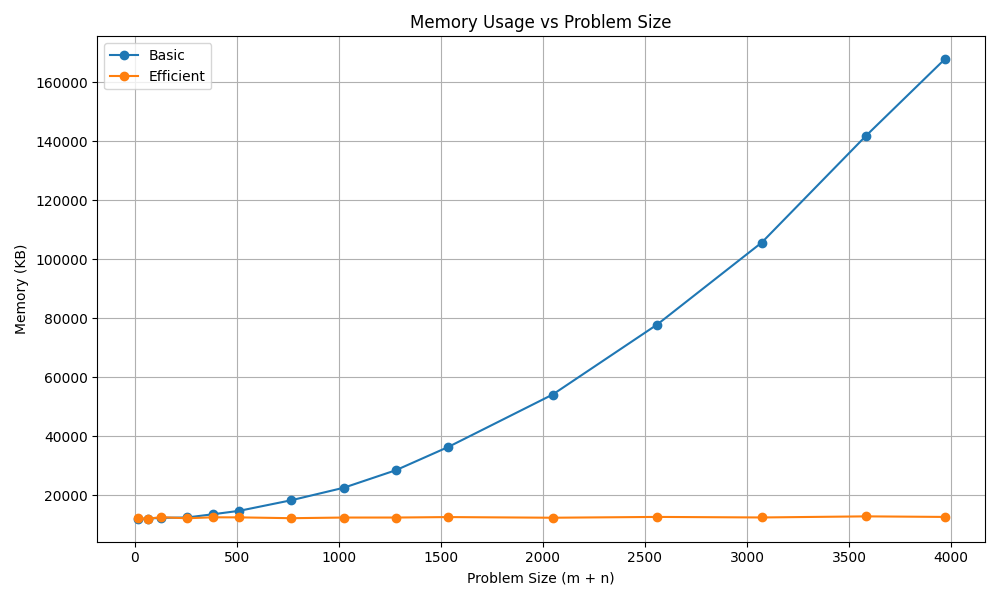 Memory Usage vs Problem Size
Basic
Efficient
Memory (KB)
160000
140000
120000
100000
80000
60000
40000
20000
0 500 1000 1500 2000 2500 3000 3500 4000
Problem Size (m + n)